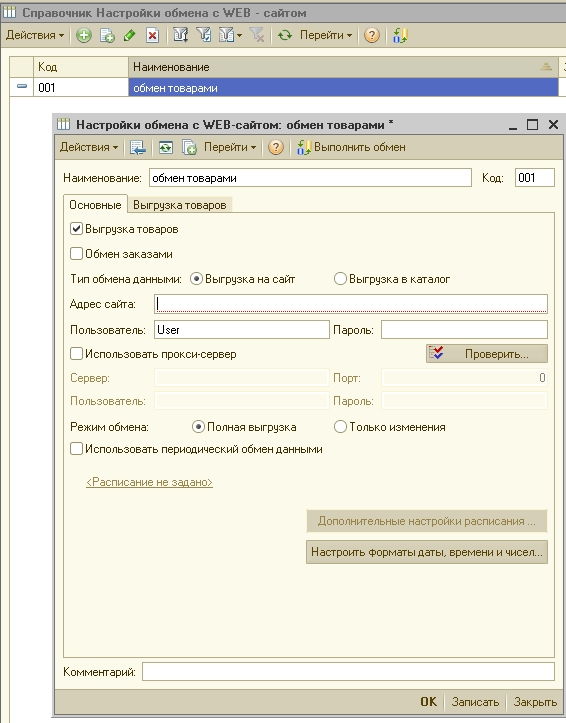 Справочник Настройки обмена с WEB - сайтом
Действия Перейти ?
Код Наименование
001 обмен товарами
Настройки обмена с WEB-сайтом: обмен товарами *
Действия Перейти ? Выполнить обмен
Наименование: обмен товарами Код: 001
Основные Выгрузка товаров
Выгрузка товаров
Обмен заказами
Тип обмена данными: Выгрузка на сайт Выгрузка в каталог
Адрес сайта:
Пользователь: User Пароль:
Использовать прокси-сервер Проверить...
Сервер: Порт: 0
Пользователь: Пароль:
Режим обмена: Полная выгрузка Только изменения
Использовать периодический обмен данными
<Расписание не задано>
Дополнительные настройки расписания ...
Настроить форматы даты, времени и чисел...
Комментарий:
OK Записать Закрыть